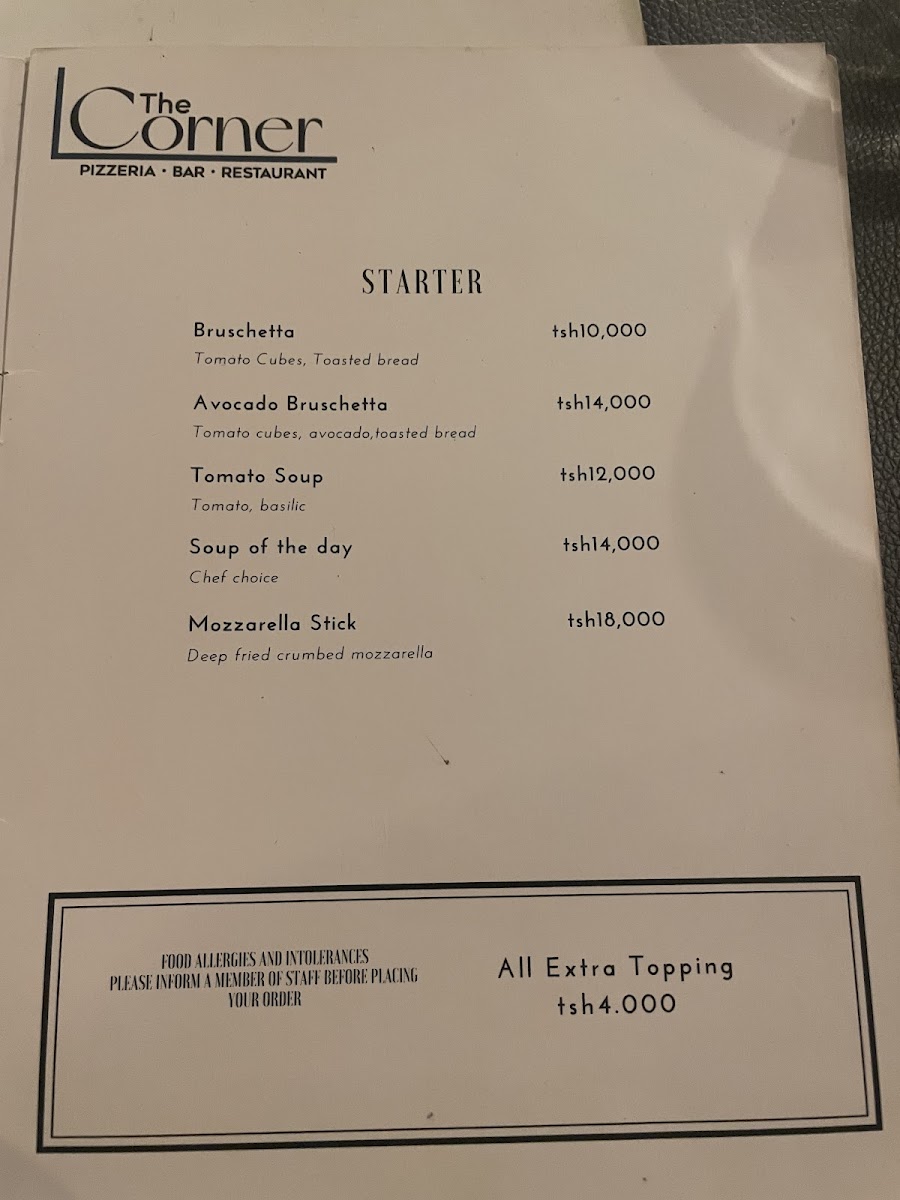 The
Corner
PIZZERIA • BAR • RESTAURANT
STARTER
Bruschetta tsh10,000
Tomato Cubes, Toasted bread
Avocado Bruschetta tsh14,000
Tomato cubes, avocado,toasted bread
Tomato Soup tsh12,000
Tomato, basilic
Soup of the day tsh14,000
Chef choice
Mozzarella Stick tsh18,000
Deep fried crumbed mozzarella
FOOD ALLERGIES AND INTOLERANCES
PLEASE INFORM A MEMBER OF STAFF BEFORE PLACING
YOUR ORDER
All Extra Topping
tsh4.000